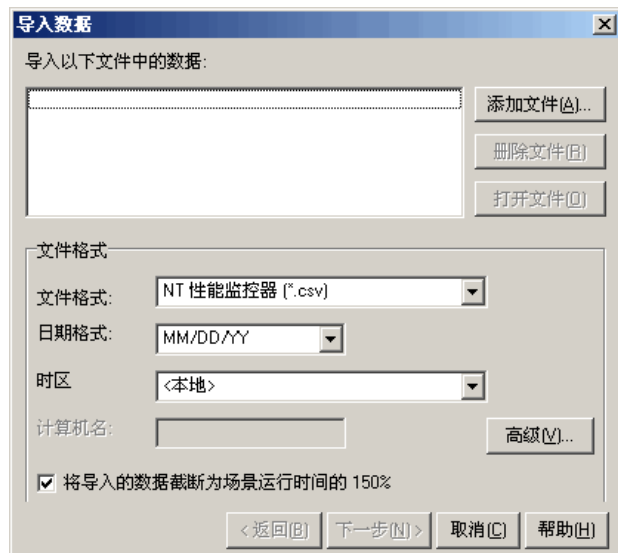 导入数据
导入以下文件中的数据:
添加文件(A)...
删除文件(R)
打开文件(O)
文件格式
文件格式: NT 性能监控器 (*.csv)
日期格式: MM/DD/YY
时区 <本地>
计算机名: 高级(V)...
将导入的数据截断为场景运行时间的 150%
<返回(B) 下一步(N)> 取消(C) 帮助(H)